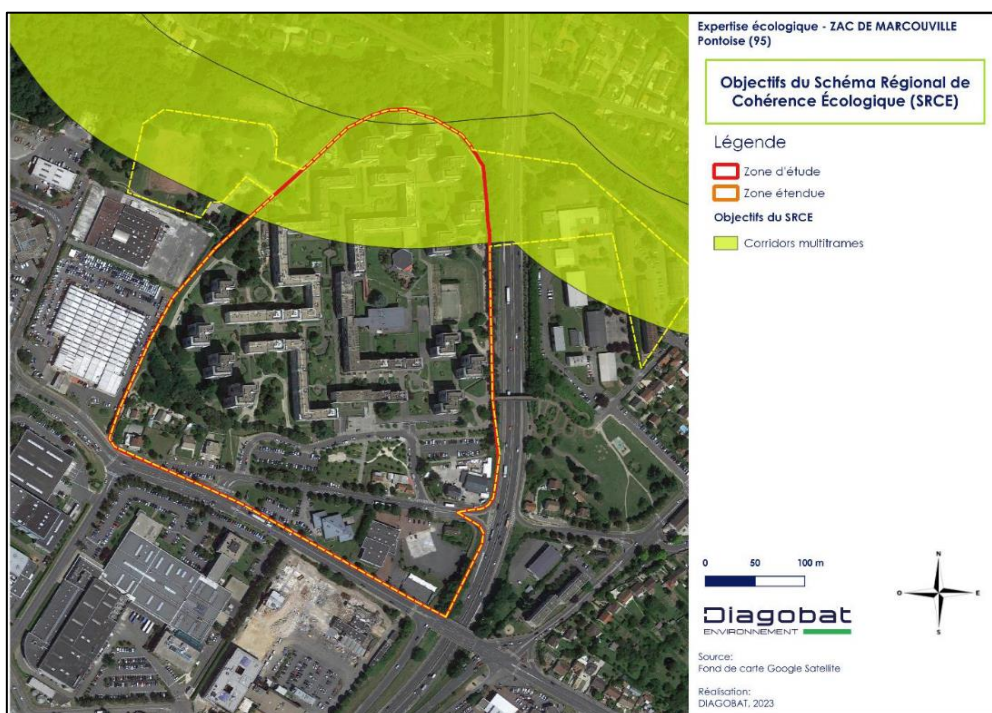 Expertise écologique - ZAC DE MARCOUVILLE
Pontoise (95)
Objectifs du Schéma Régional de
Cohérence Écologique (SRCE)
Légende
Zone d'étude
Zone étendue
Objectifs du SRCE
Corridors multitrames
0 50 100 m
N
O E
S
Diagobat
ENVIRONNEMENT
Source:
Fond de carte Google Satellite
Réalisation:
DIAGOBAT, 2023